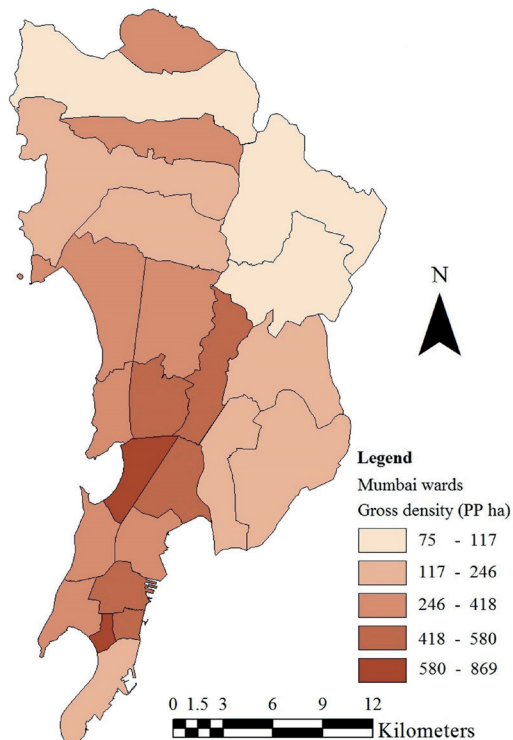 N
Legend
Mumbai wards
Gross density (PP ha)
75 - 117
117 - 246
246 - 418
418 - 580
580 - 869
0 1.5 3 6 9 12
Kilometers